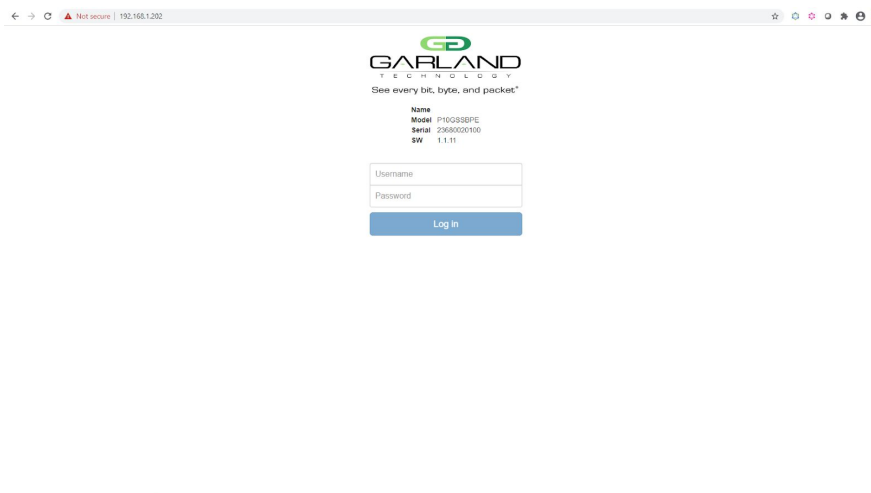 Not secure | 192.168.1.202
GARLAND
TECHNOLOGY
See every bit, byte, and packet®
Name
Model P10GSSBPE
Serial 23680020100
SW 1.1.11
Username
Password
Log in